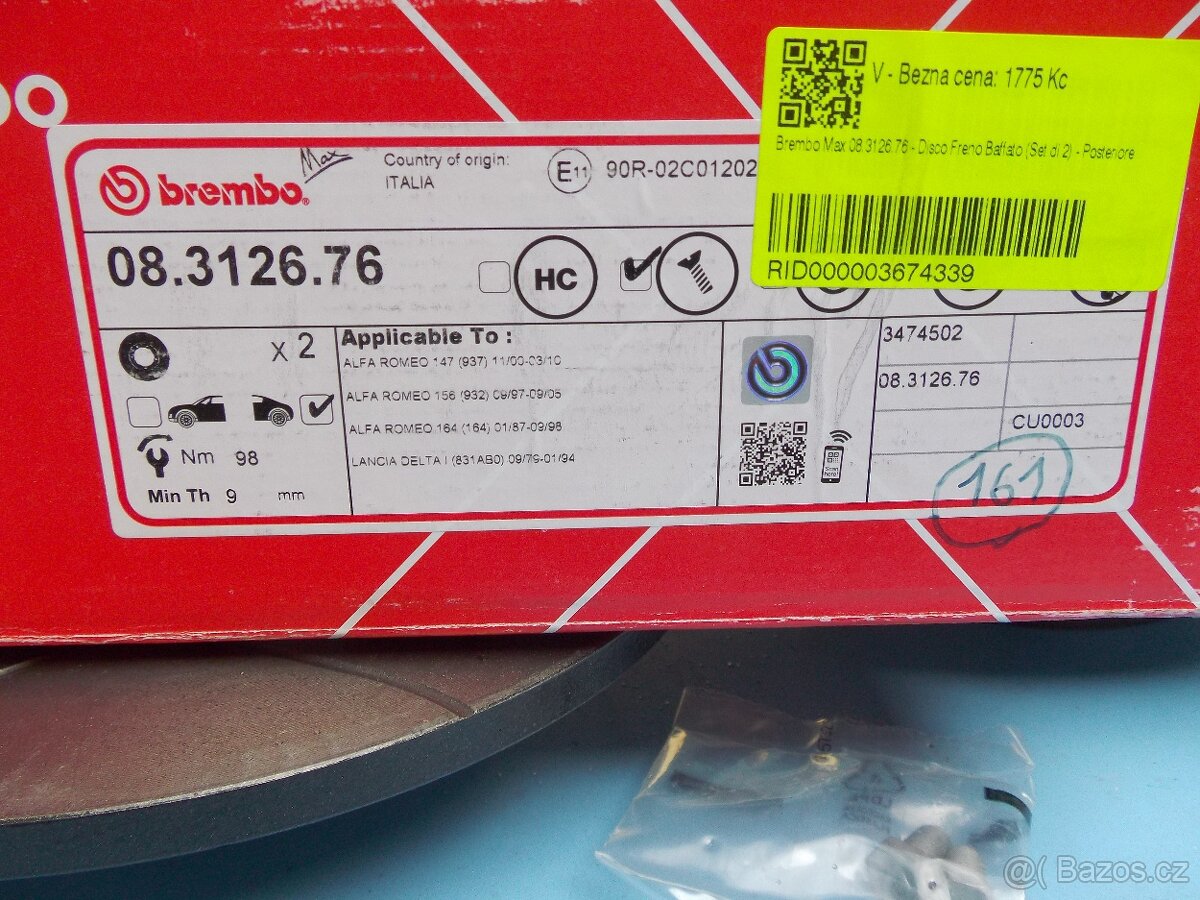 V - Bezna cena: 1775 Kc
Brembo Max 08.3126.76 - Disco Freno Baffato (Set di 2) - Posteriore
RID000003674339
brembo® Max
Country of origin:
ITALIA
E11 90R-02C01202
08.3126.76
HC
x 2
Nm 98
Min Th 9 mm
Applicable To :
ALFA ROMEO 147 (937) 11/00-03/10
ALFA ROMEO 156 (932) 09/97-09/05
ALFA ROMEO 164 (164) 01/87-09/98
LANCIA DELTA I (831AB0) 09/79-01/94
Scan here!
3474502
08.3126.76
CU0003
161
@( Bazos.cz